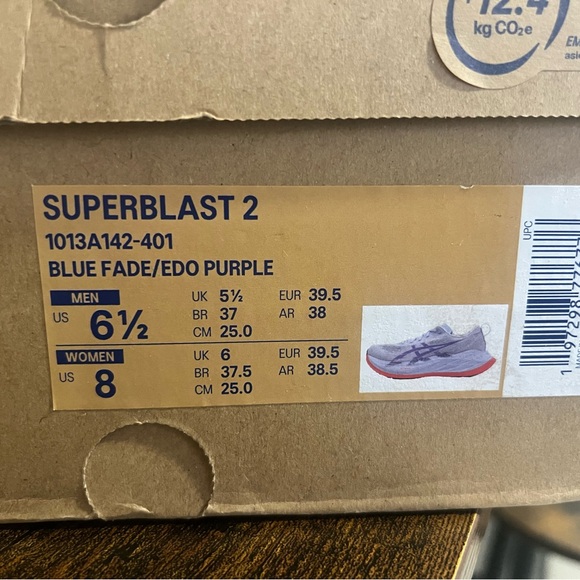 12.4
kg CO₂e
SUPERBLAST 2
1013A142-401
BLUE FADE/EDO PURPLE
MEN
US 6½
UK 5½ EUR 39.5
BR 37 AR 38
CM 25.0
WOMEN
US 8
UK 6 EUR 39.5
BR 37.5 AR 38.5
CM 25.0
UPC